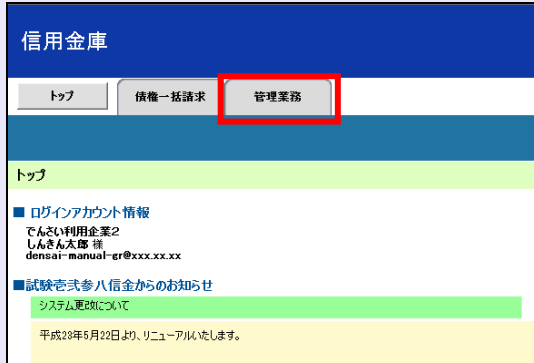 信用金庫
トップ 債権一括請求 管理業務
トップ
■ ログインアカウント情報
でんさい利用企業2
しんきん太郎 様
densai-manual-gr@xxx.xx.xx
■試験壱弐参八信金からのお知らせ
システム更改について
平成28年5月22日より、リニューアルいたします。